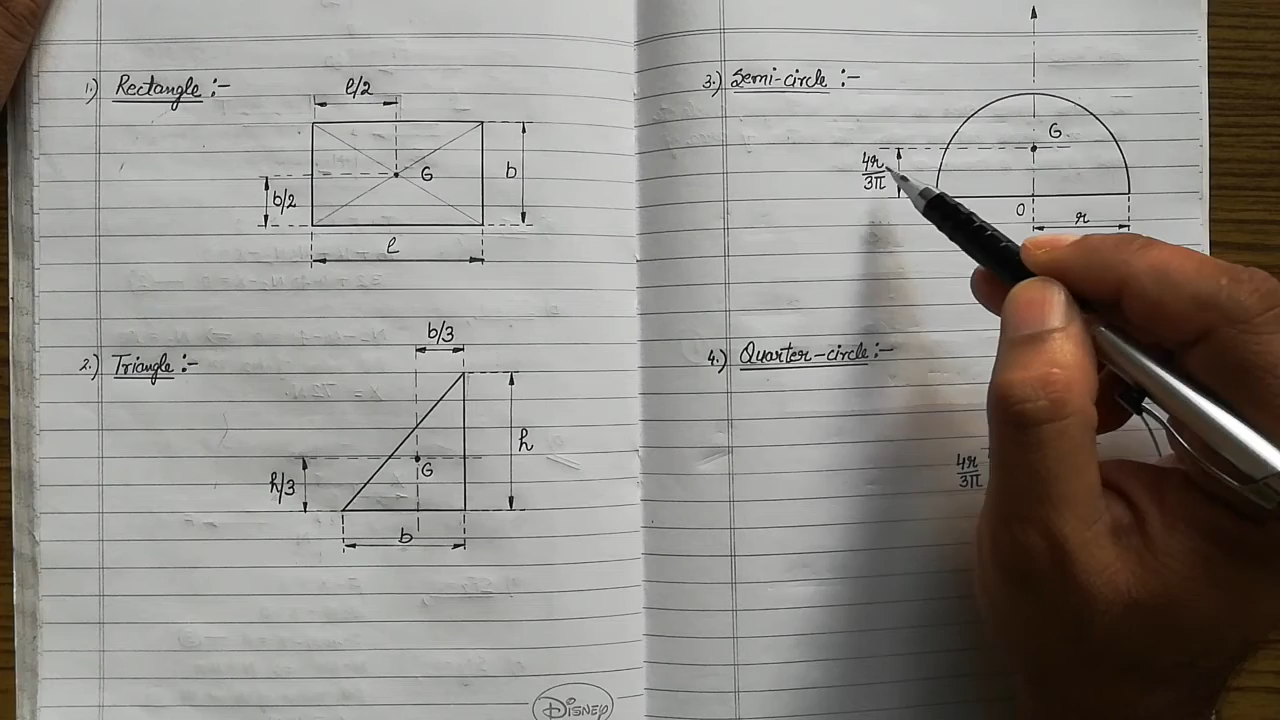 1.) Rectangle :-
l/2
b/2
G
b
l
2.) Triangle :-
b/3
h/3
G
h
b
3.) Semi-circle :-
G
4r
3π
O
r
4.) Quarter-circle :-
4r
3π
DISNEY